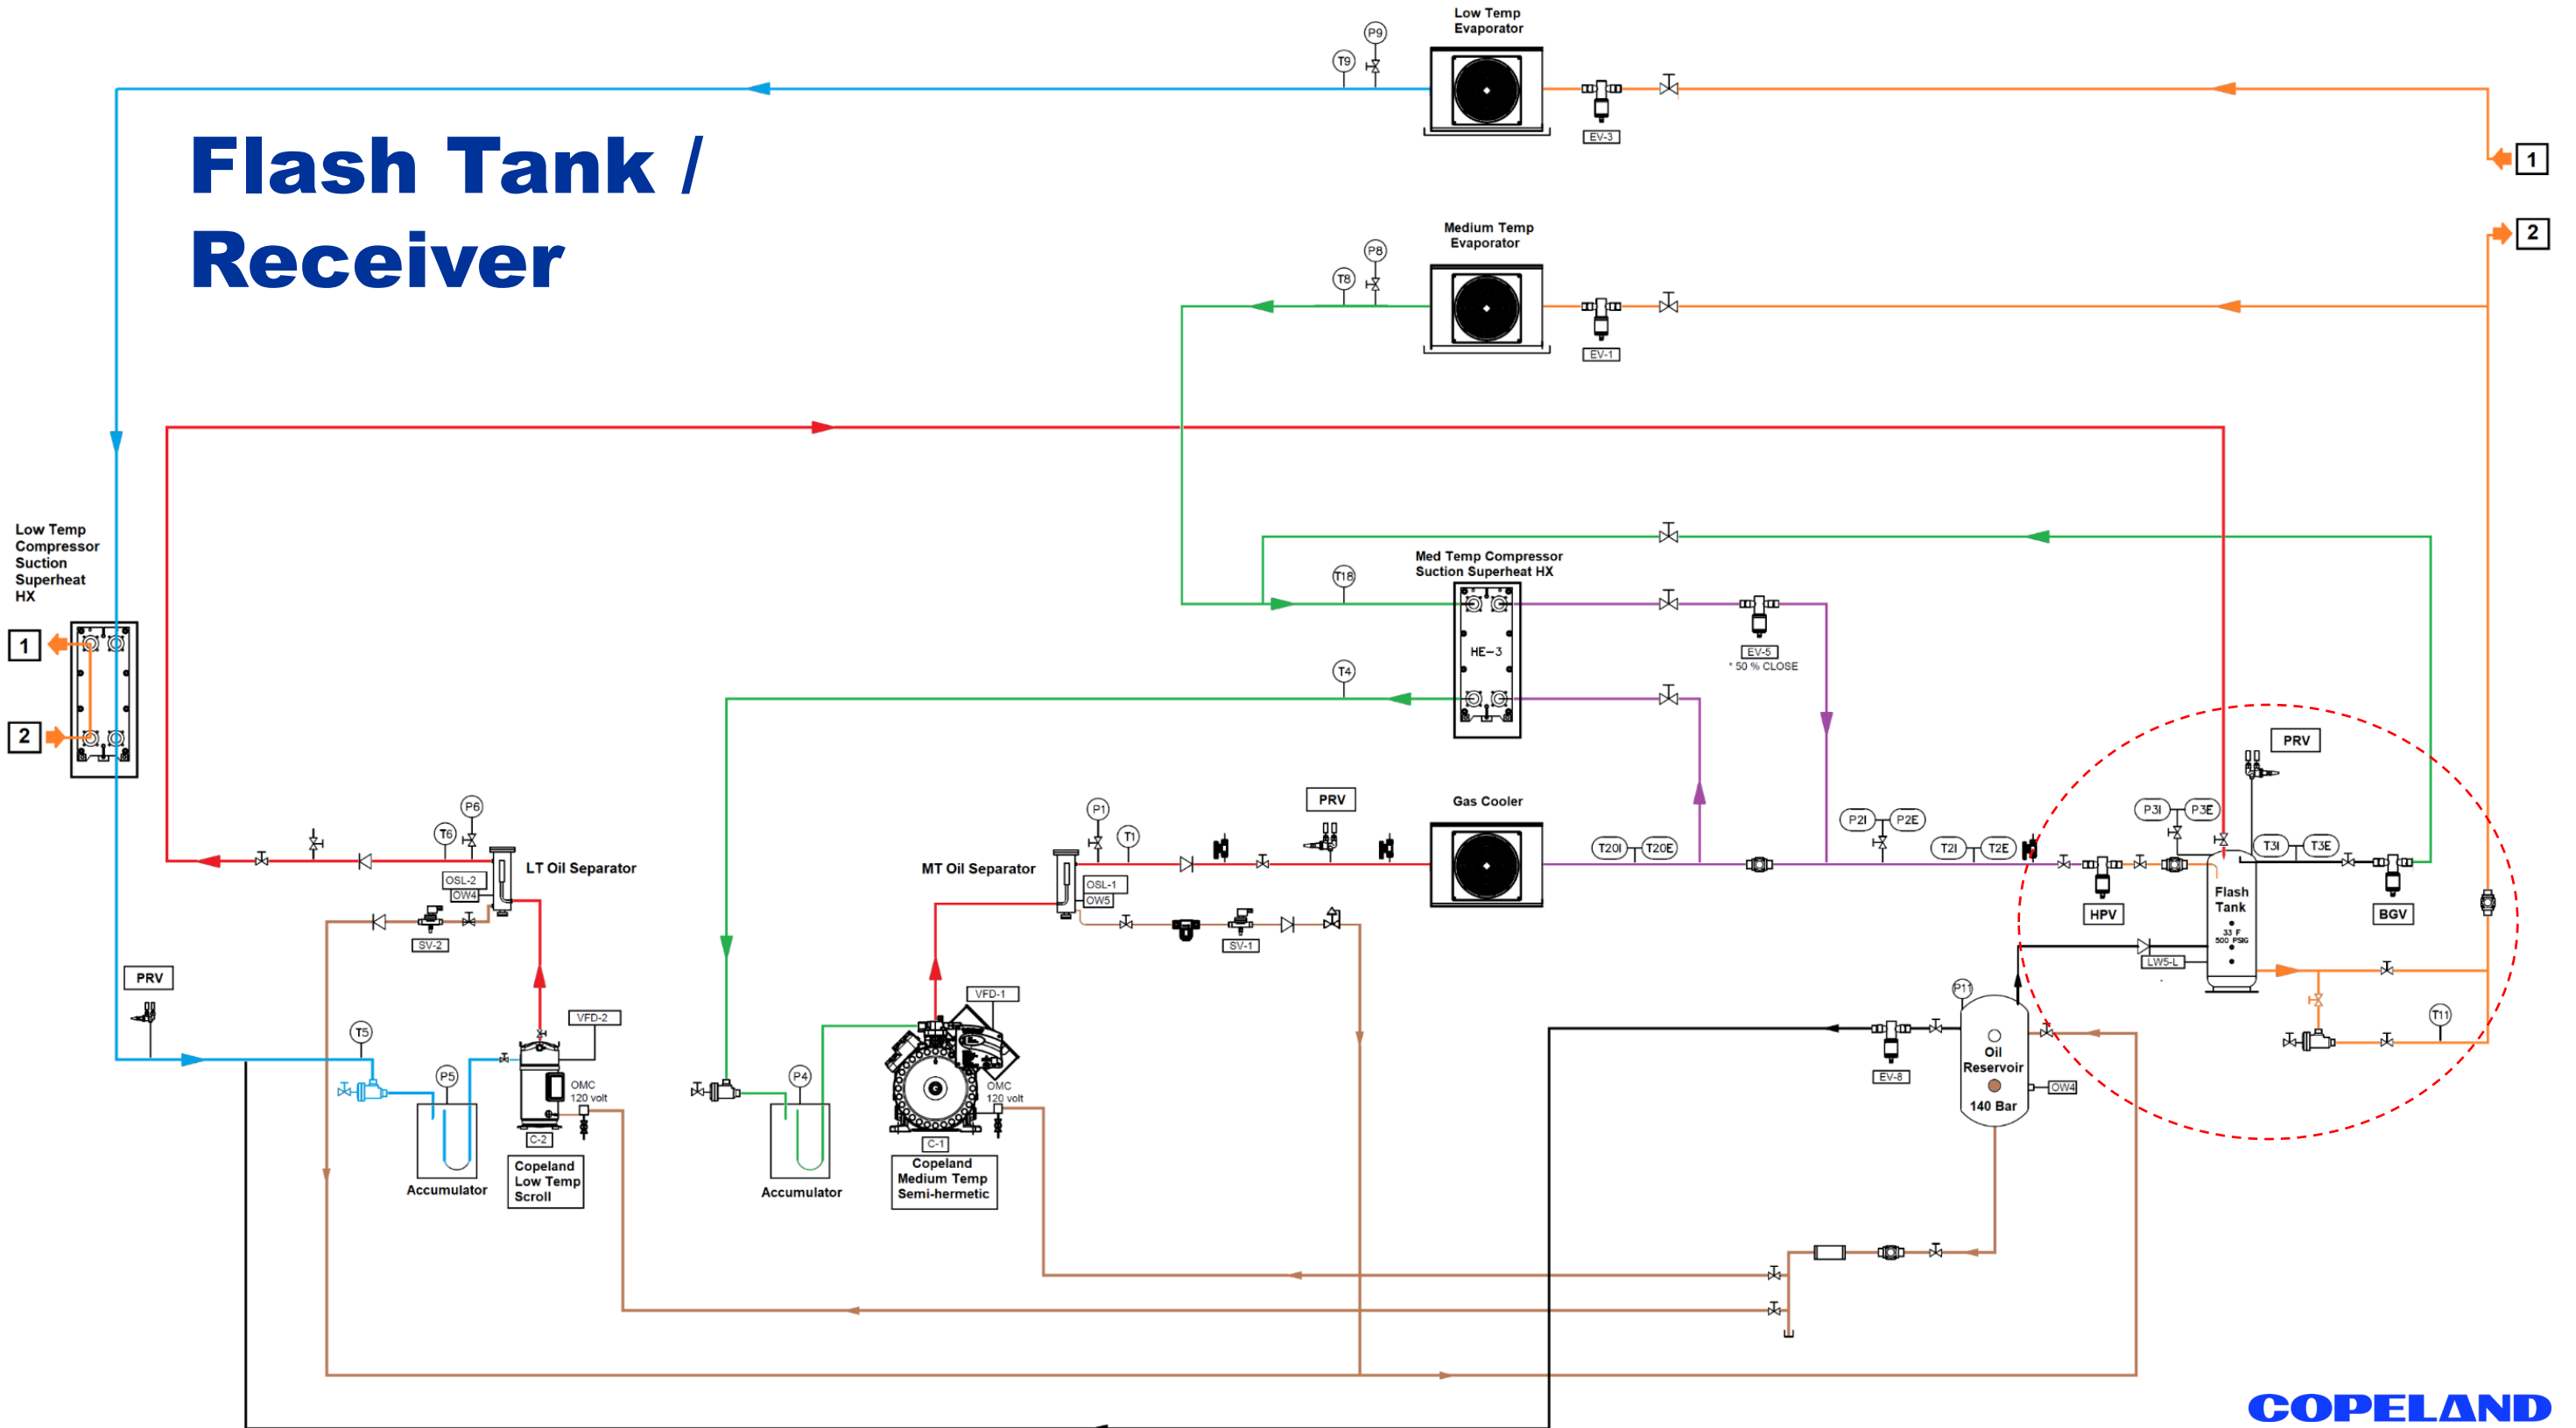 Low Temp
Evaporator
P9
T9
EV-3
1
Flash Tank /
Receiver
Medium Temp
Evaporator
P8
T8
EV-1
2
Low Temp
Compressor
Suction
Superheat
HX
1
2
Med Temp Compressor
Suction Superheat HX
T18
HE-3
EV-5
* 50 % CLOSE
T4
PRV
P6
T6
LT Oil Separator
OSL-2
OW4
SV-2
P1
T1
MT Oil Separator
OSL-1
OW5
SV-1
PRV
Gas Cooler
T20I
T20E
P2I
P2E
T2I
T2E
P3I
P3E
T3I
T3E
HPV
Flash
Tank
33 F
500 PSIG
BGV
LW5-L
PRV
T5
P5
VFD-2
OMC
120 volt
C-2
Copeland
Low Temp
Scroll
Accumulator
P4
Accumulator
VFD-1
OMC
120 volt
C-1
Copeland
Medium Temp
Semi-hermetic
EV-8
P11
Oil
Reservoir
140 Bar
OW4
T11
COPELAND